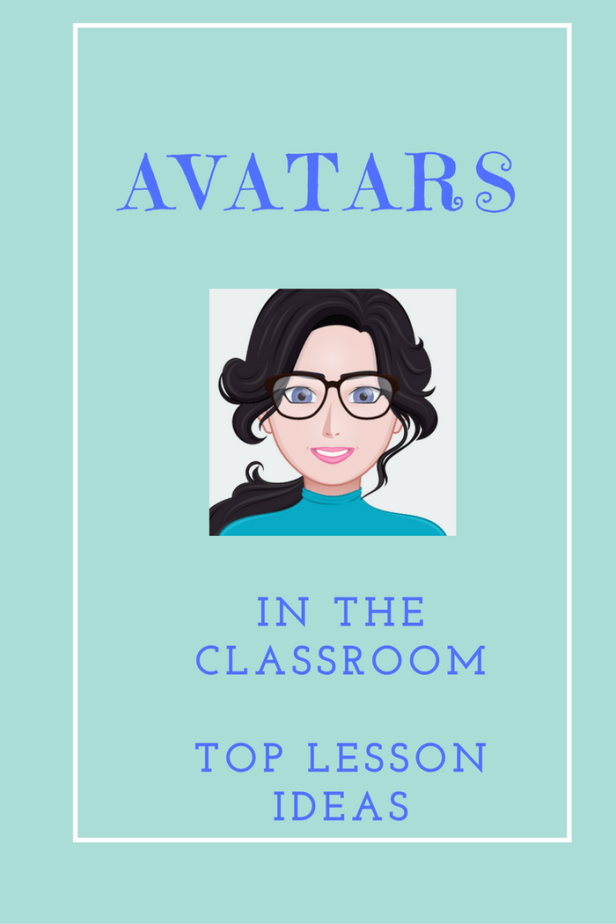 AVATARS
IN THE
CLASSROOM
TOP LESSON
IDEAS